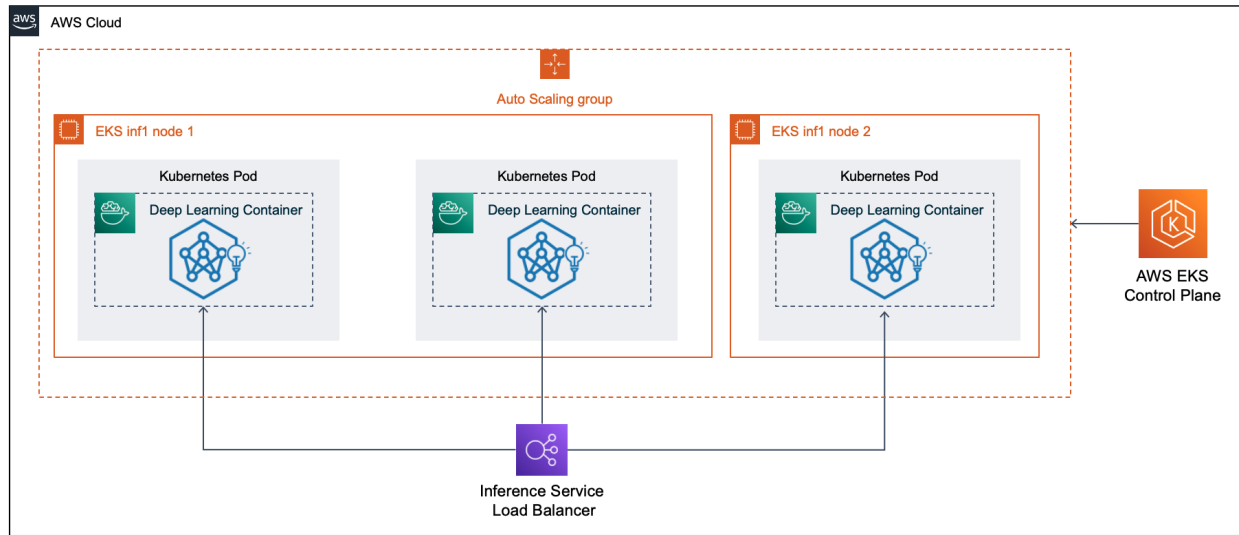 aws
AWS Cloud
Auto Scaling group
EKS inf1 node 1
EKS inf1 node 2
Kubernetes Pod
Kubernetes Pod
Kubernetes Pod
Deep Learning Container
Deep Learning Container
Deep Learning Container
K
AWS EKS
Control Plane
Inference Service
Load Balancer